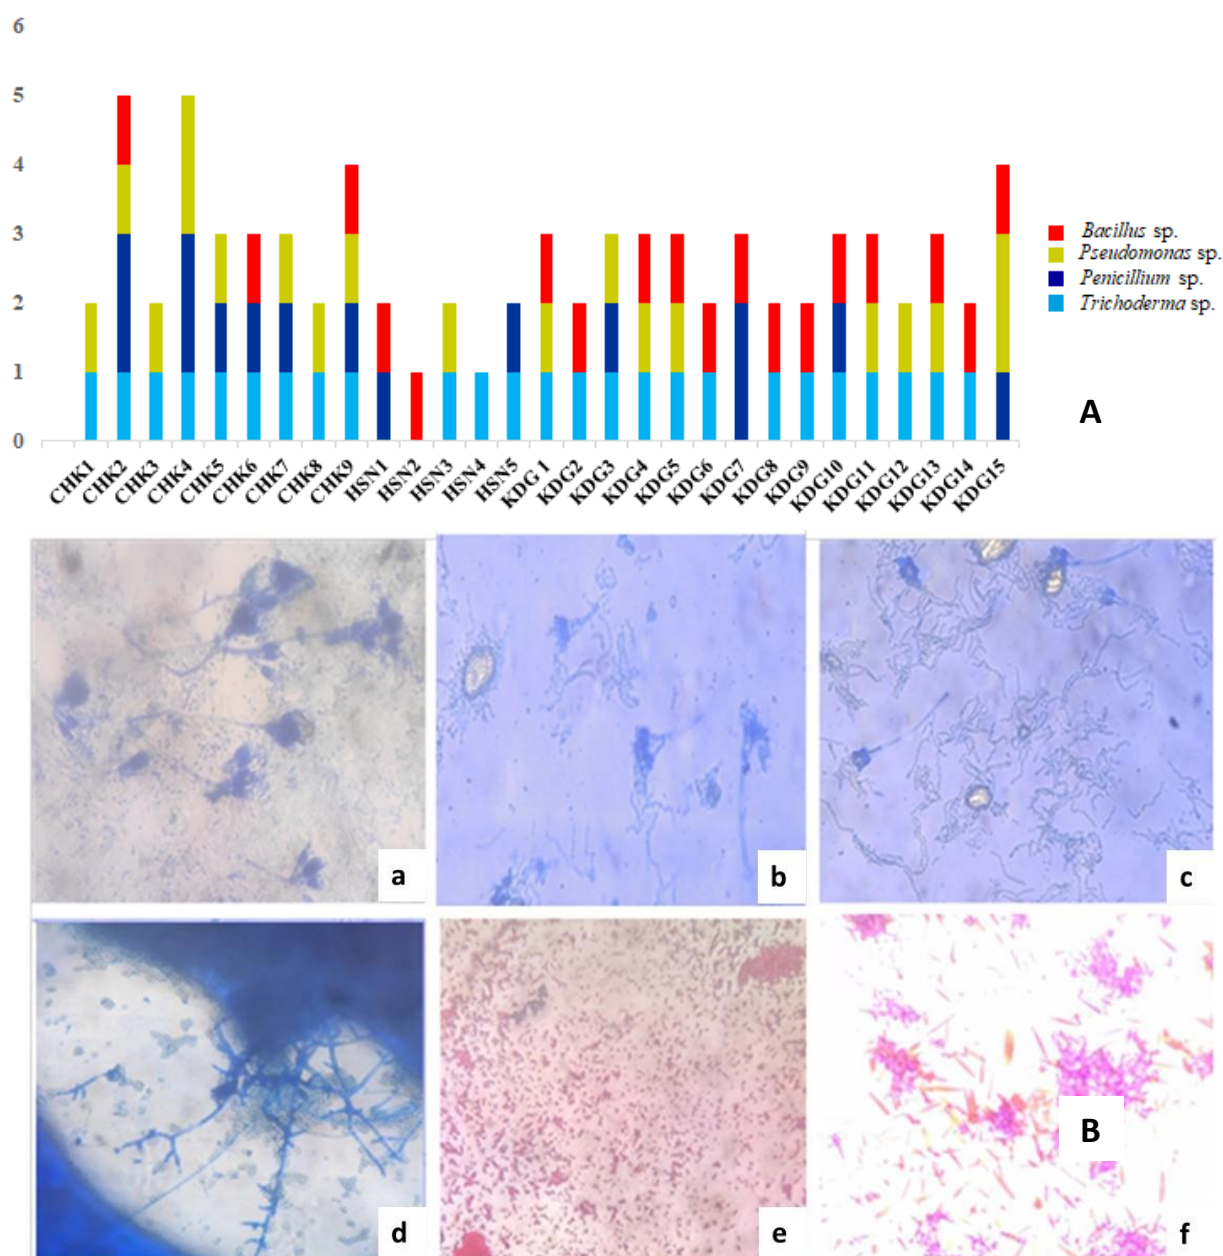 6
5
4
3
2
1
0
Bacillus sp.
Pseudomonas sp.
Penicillium sp.
Trichoderma sp.
A
CHK1 CHK2 CHK3 CHK4 CHK5 CHK6 CHK7 CHK8 CHK9 HSN1 HSN2 HSN3 HSN4 HSN5 KDG 1 KDG2 KDG3 KDG4 KDG5 KDG6 KDG7 KDG8 KDG9 KDG10 KDG11 KDG12 KDG13 KDG14 KDG15
a
b
c
B
d
e
f